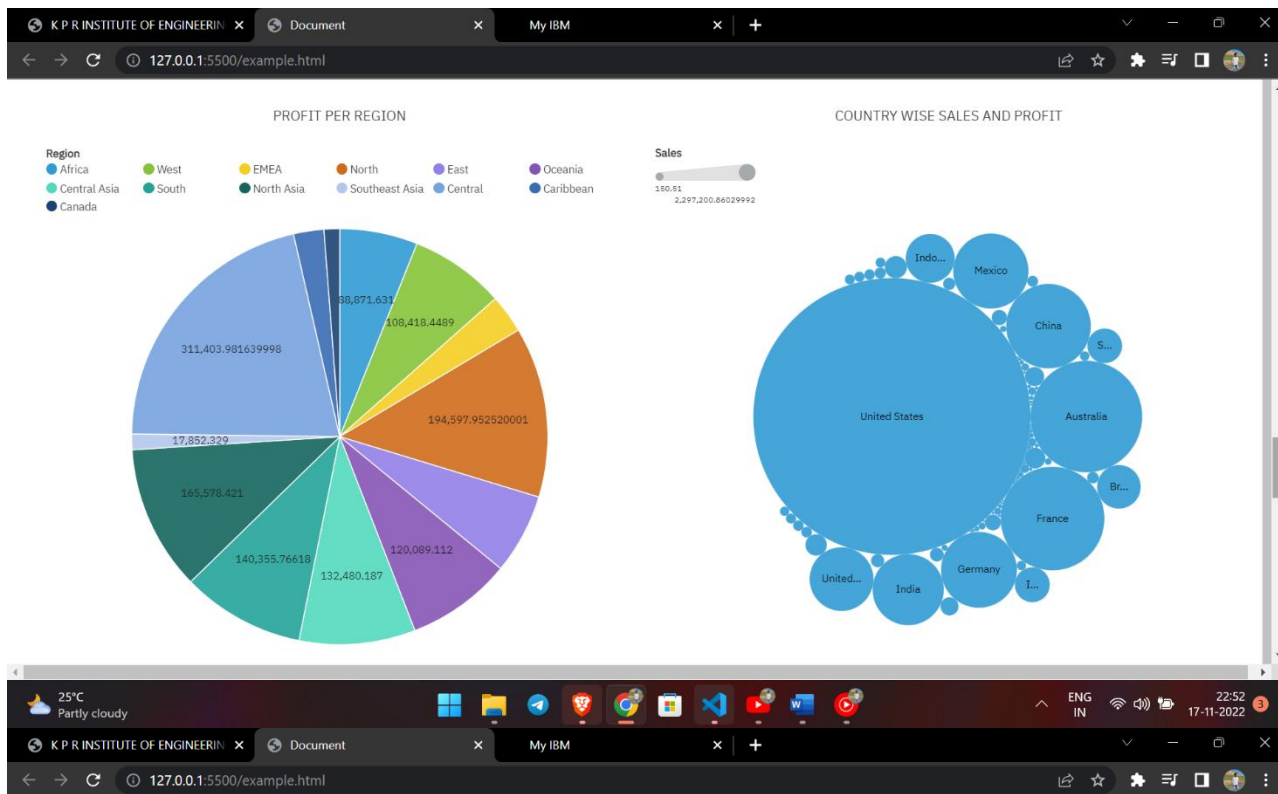 K P R INSTITUTE OF ENGINEERIN Document My IBM
127.0.0.1:5500/example.html
PROFIT PER REGION
Region
Africa West EMEA North East Oceania
Central Asia South North Asia Southeast Asia Central Caribbean
Canada
88,871.631
108,418.4489
311,403.981639998
194,597.952520001
17,852.329
165,578.421
120,089.112
140,355.76618
132,480.187
COUNTRY WISE SALES AND PROFIT
Sales
150.51
2,297,200.86029992
Indo...
Mexico
China
S...
United States
Australia
Br...
France
Germany
United...
India
I...
25°C
Partly cloudy
ENG
IN
22:52
17-11-2022
3
K P R INSTITUTE OF ENGINEERIN Document My IBM
127.0.0.1:5500/example.html